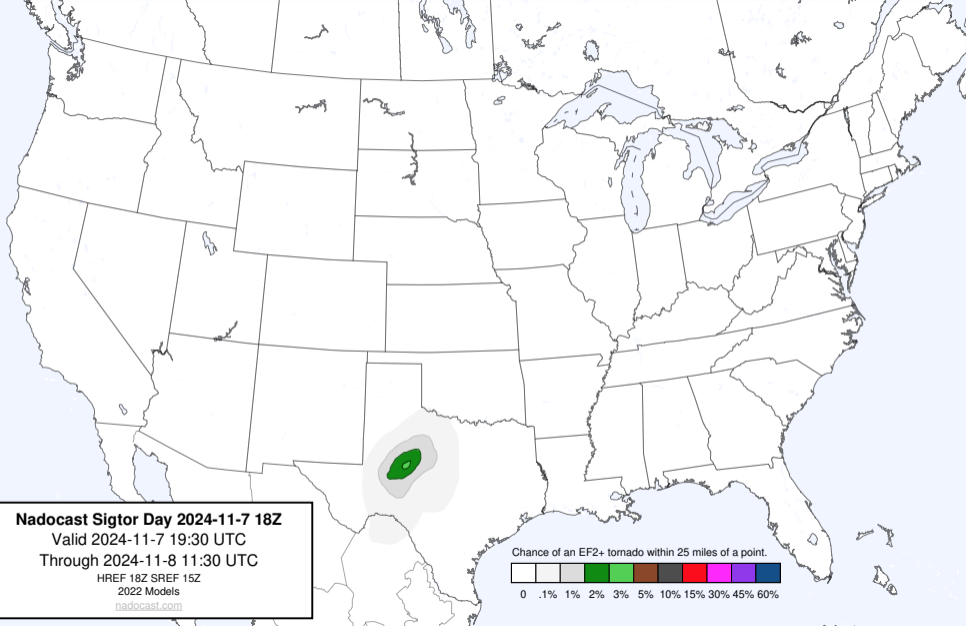 Nadocast Sigtor Day 2024-11-7 18Z
Valid 2024-11-7 19:30 UTC
Through 2024-11-8 11:30 UTC
HREF 18Z SREF 15Z
2022 Models
nadocast.com
Chance of an EF2+ tornado within 25 miles of a point.
0 .1% 1% 2% 3% 5% 10% 15% 30% 45% 60%